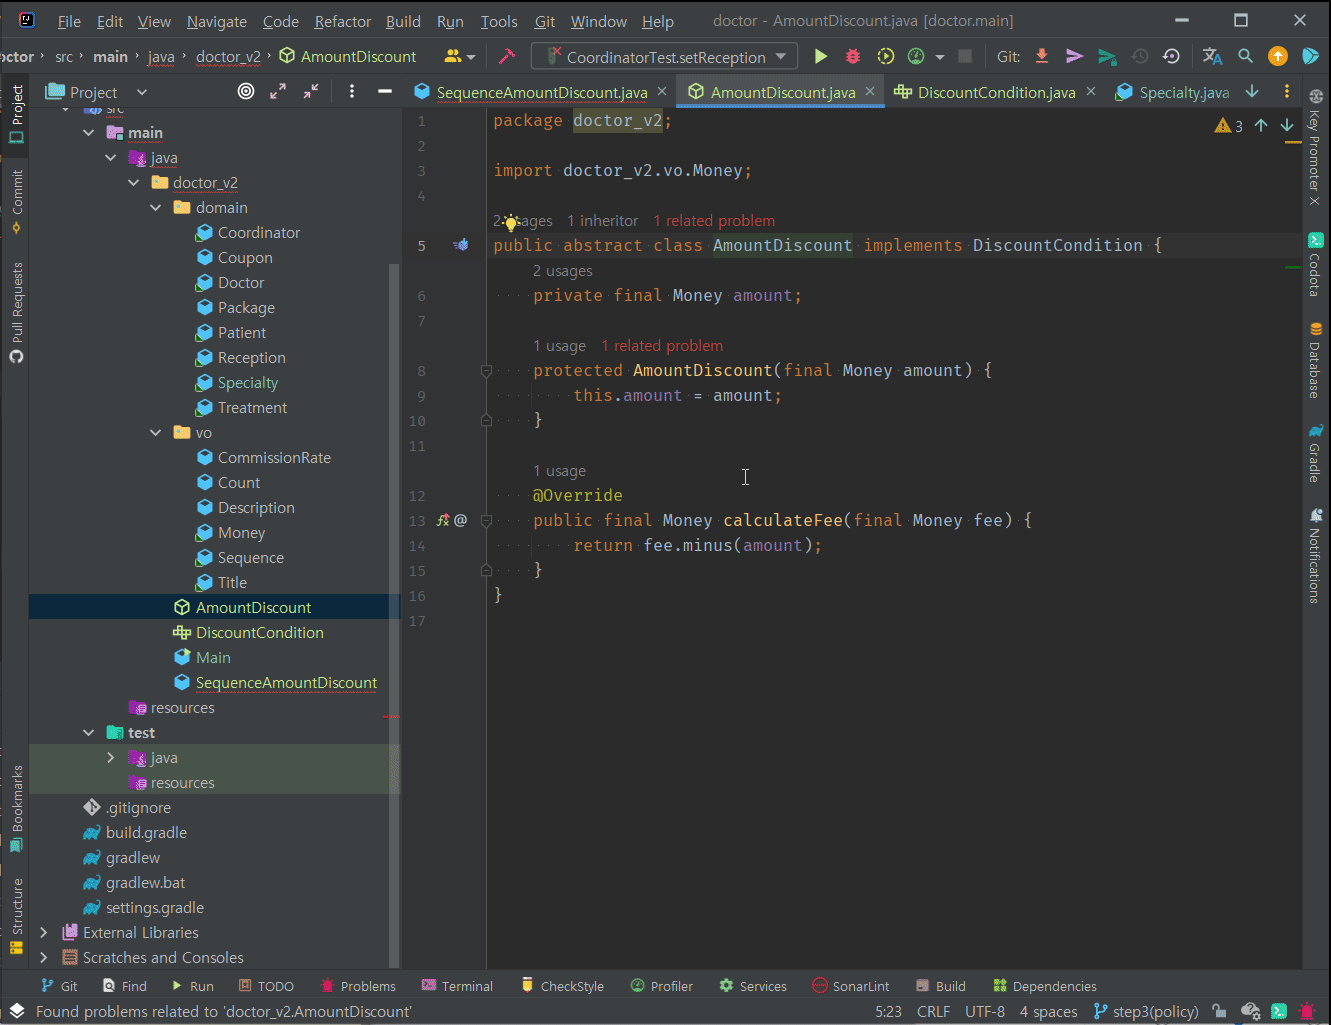 File Edit View Navigate Code Refactor Build Run Tools Git Window Help doctor - AmountDiscount.java [doctor.main]
octor › src › main › java › doctor_v2 › AmountDiscount CoordinatorTest.setReception Git:
Project SequenceAmountDiscount.java AmountDiscount.java DiscountCondition.java Specialty.java
Project
Commit
Pull Requests
Bookmarks
Structure
src
main
java
doctor_v2
domain
Coordinator
Coupon
Doctor
Package
Patient
Reception
Specialty
Treatment
vo
CommissionRate
Count
Description
Money
Sequence
Title
AmountDiscount
DiscountCondition
Main
SequenceAmountDiscount
resources
test
java
resources
.gitignore
build.gradle
gradlew
gradlew.bat
settings.gradle
External Libraries
Scratches and Consoles
3
1 package doctor_v2;
2
3 import doctor_v2.vo.Money;
4
1 inheritor 1 related problem
5 public abstract class AmountDiscount implements DiscountCondition {
2 usages
6 private final Money amount;
7
1 usage 1 related problem
8 protected AmountDiscount(final Money amount) {
9 this.amount = amount;
10 }
11
1 usage
12 @Override
13 @ public final Money calculateFee(final Money fee) {
14 return fee.minus(amount);
15 }
16 }
17
Key Promoter X
Codota
Database
Gradle
Notifications
Git Find Run TODO Problems Terminal CheckStyle Profiler Services SonarLint Build Dependencies
Found problems related to 'doctor_v2.AmountDiscount' 5:23 CRLF UTF-8 4 spaces step3(policy)